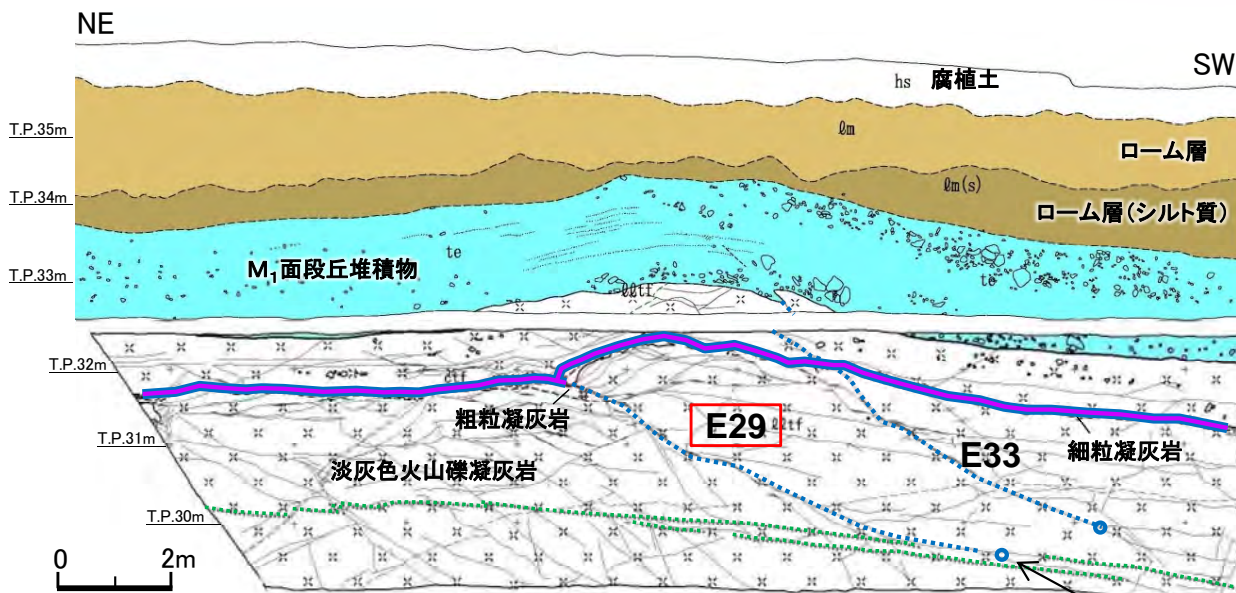 NE
SW
hs 腐植土
T.P.35m
ℓm
ローム層
ℓm(s)
T.P.34m
ローム層(シルト質)
te
M₁面段丘堆積物
T.P.33m
te
ℓℓtf
T.P.32m
ctf
粗粒凝灰岩
E29
ℓℓtf
E33
細粒凝灰岩
T.P.31m
淡灰色火山礫凝灰岩
T.P.30m
0 2m